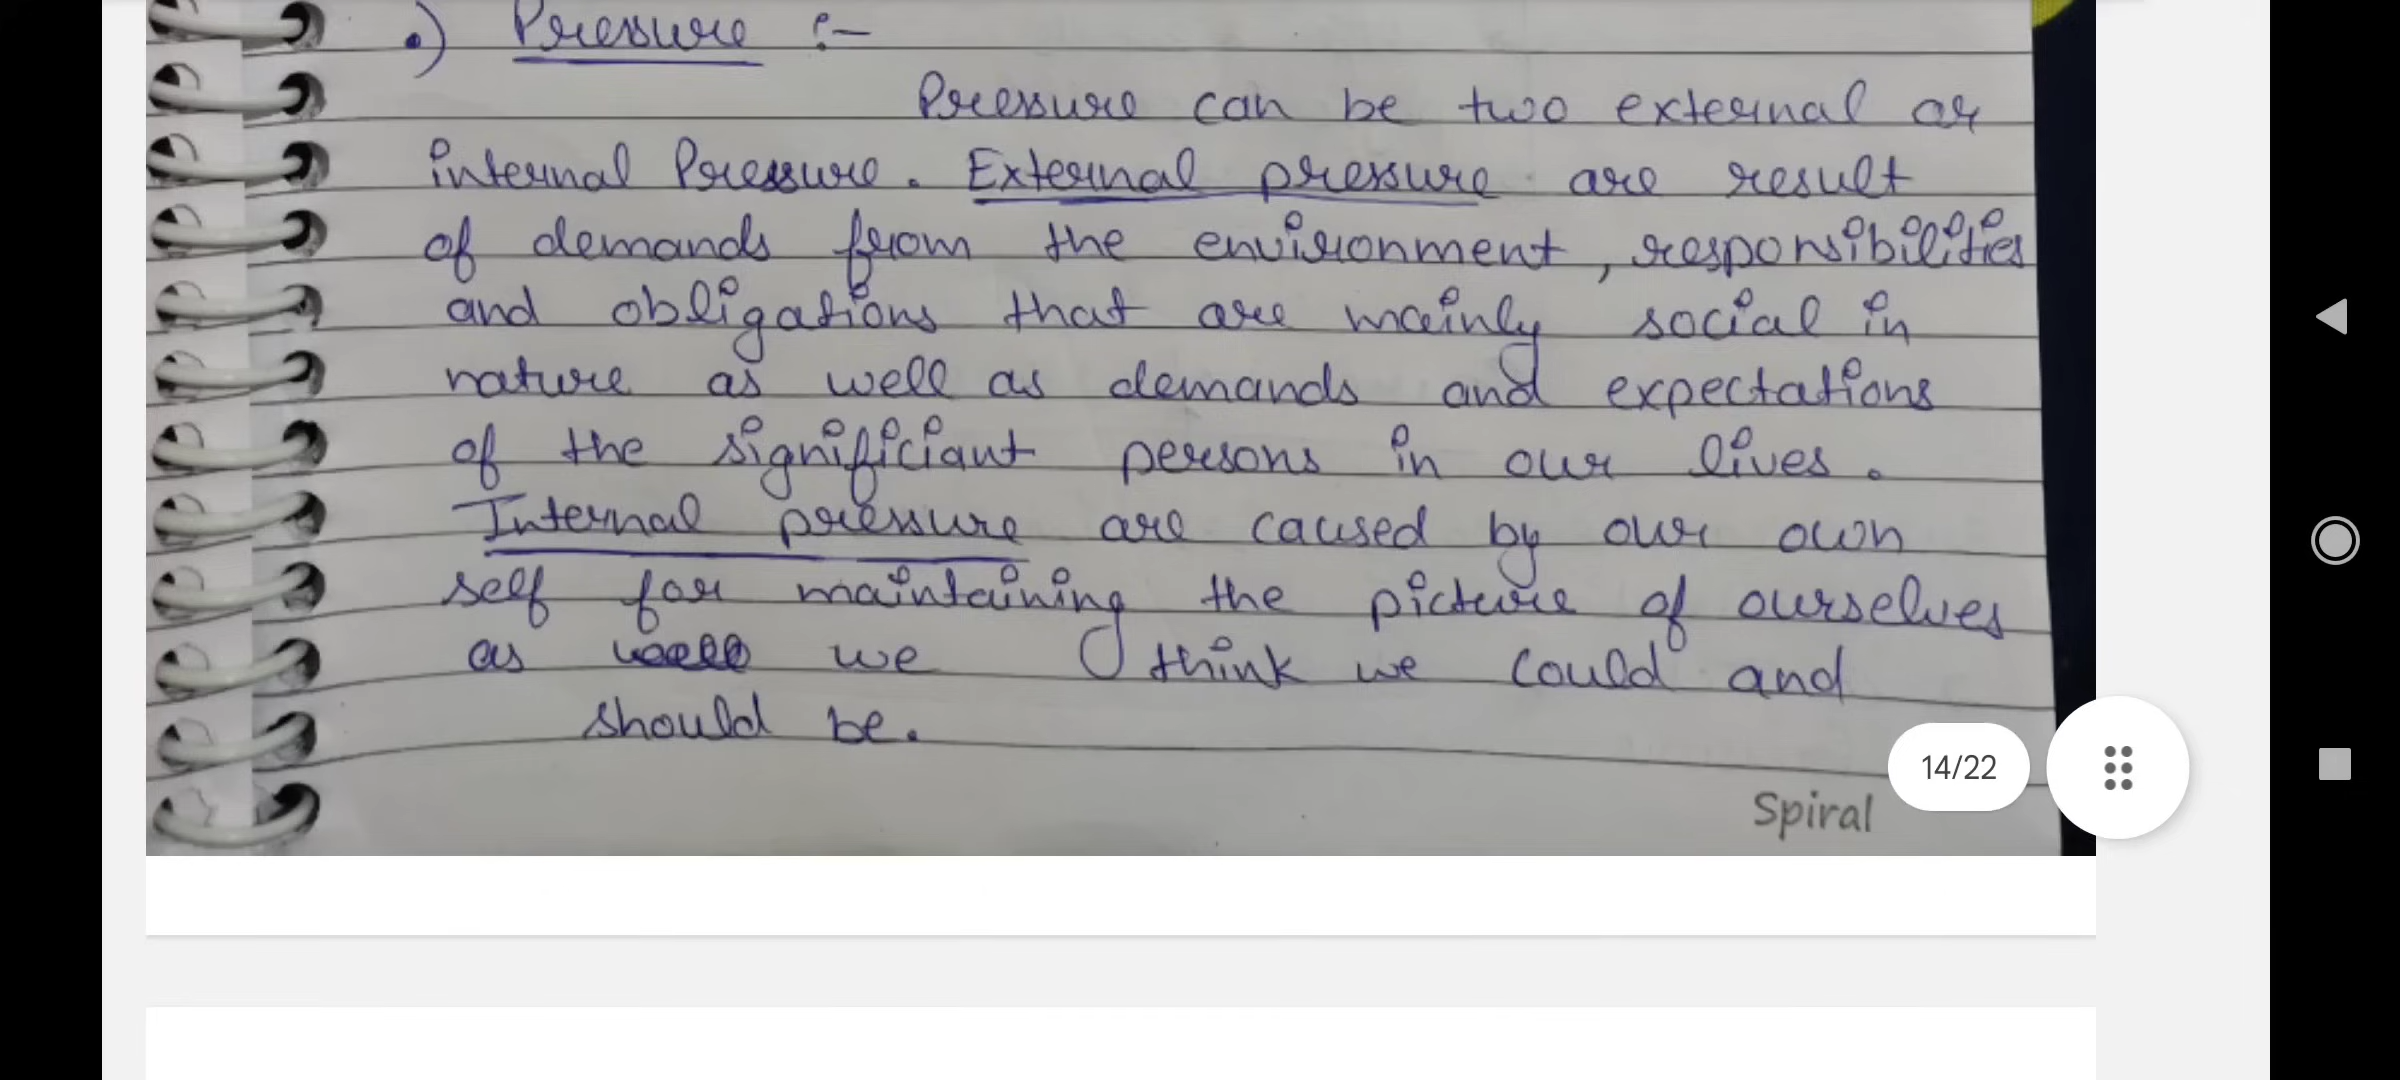 •) Pressure :-
Pressure can be two external or
internal Pressure. External pressure are result
of demands from the environment, responsibilities
and obligations that are mainly social in
nature as well as demands and expectations
of the significiant persons in our lives.
Internal pressure are caused by our own
self for maintaining the picture of ourselves
as we think we could and
should be.
14/22
Spiral